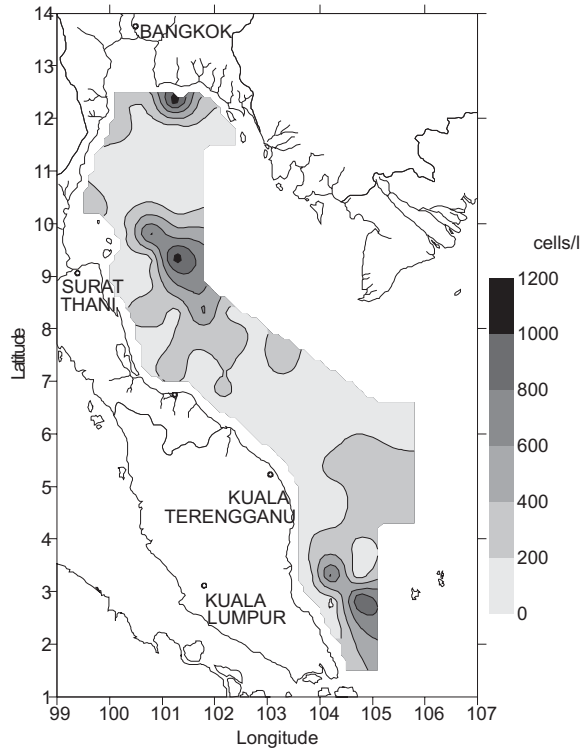 14
13
12
11
10
9
8
7
6
5
4
3
2
1
Latitude
BANGKOK
SURAT
THANI
KUALA
TERENGGANU
KUALA
LUMPUR
99 100 101 102 103 104 105 106 107
Longitude
cells/l
1200
1000
800
600
400
200
0